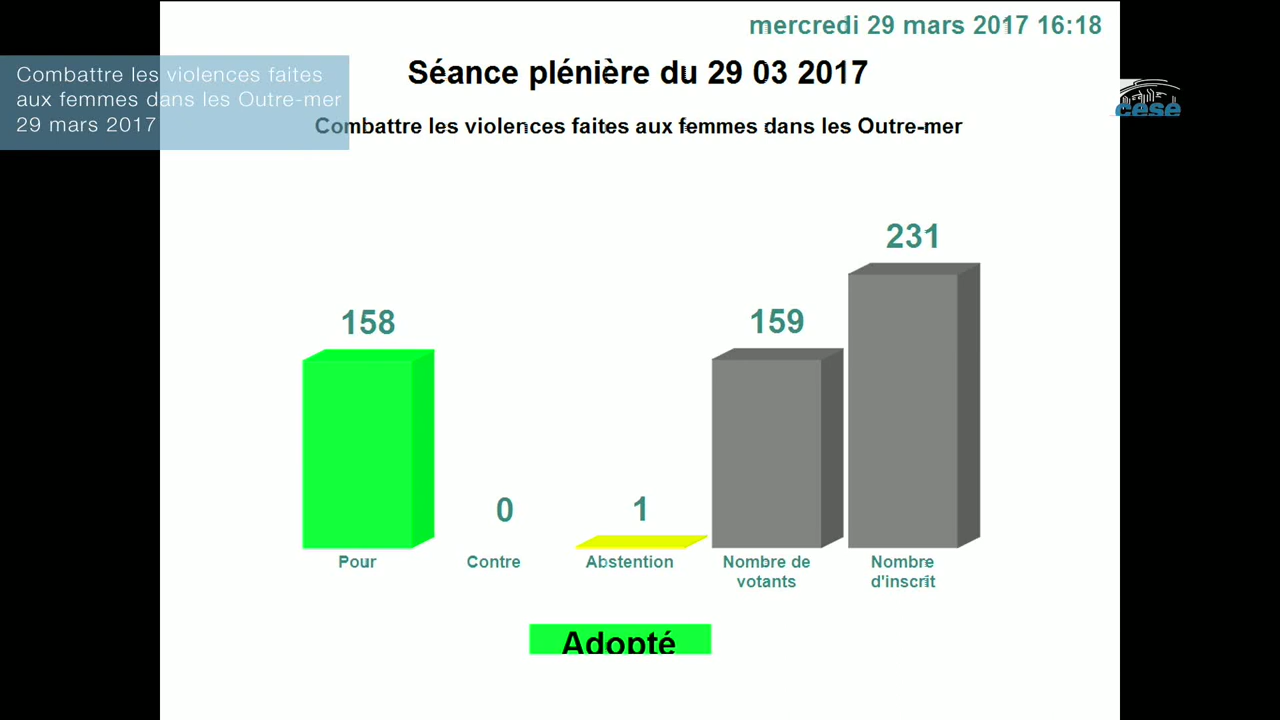 mercredi 29 mars 2017 16:18
Séance plénière du 29 03 2017
Combattre les violences faites
aux femmes dans les Outre-mer
29 mars 2017
Combattre les violences faites aux femmes dans les Outre-mer
cese
231
158
159
0
1
Pour
Contre
Abstention
Nombre de
votants
Nombre
d'inscrit
Adopté